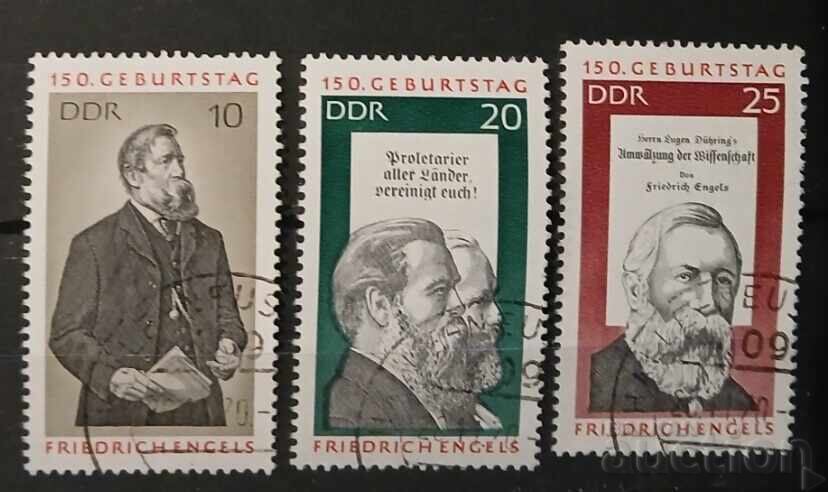 150. GEBURTSTAG
DDR 10
FRIEDRICH ENGELS
150. GEBURTSTAG
DDR 20
Proletarier
aller Länder,
vereinigt euch!
FRIEDRICH ENGELS
150. GEBURTSTAG
DDR 25
Herrn Eugen Dühring's
Umwälzung der Wissenschaft
Von
Friedrich Engels
FRIEDRICH ENGELS
auction